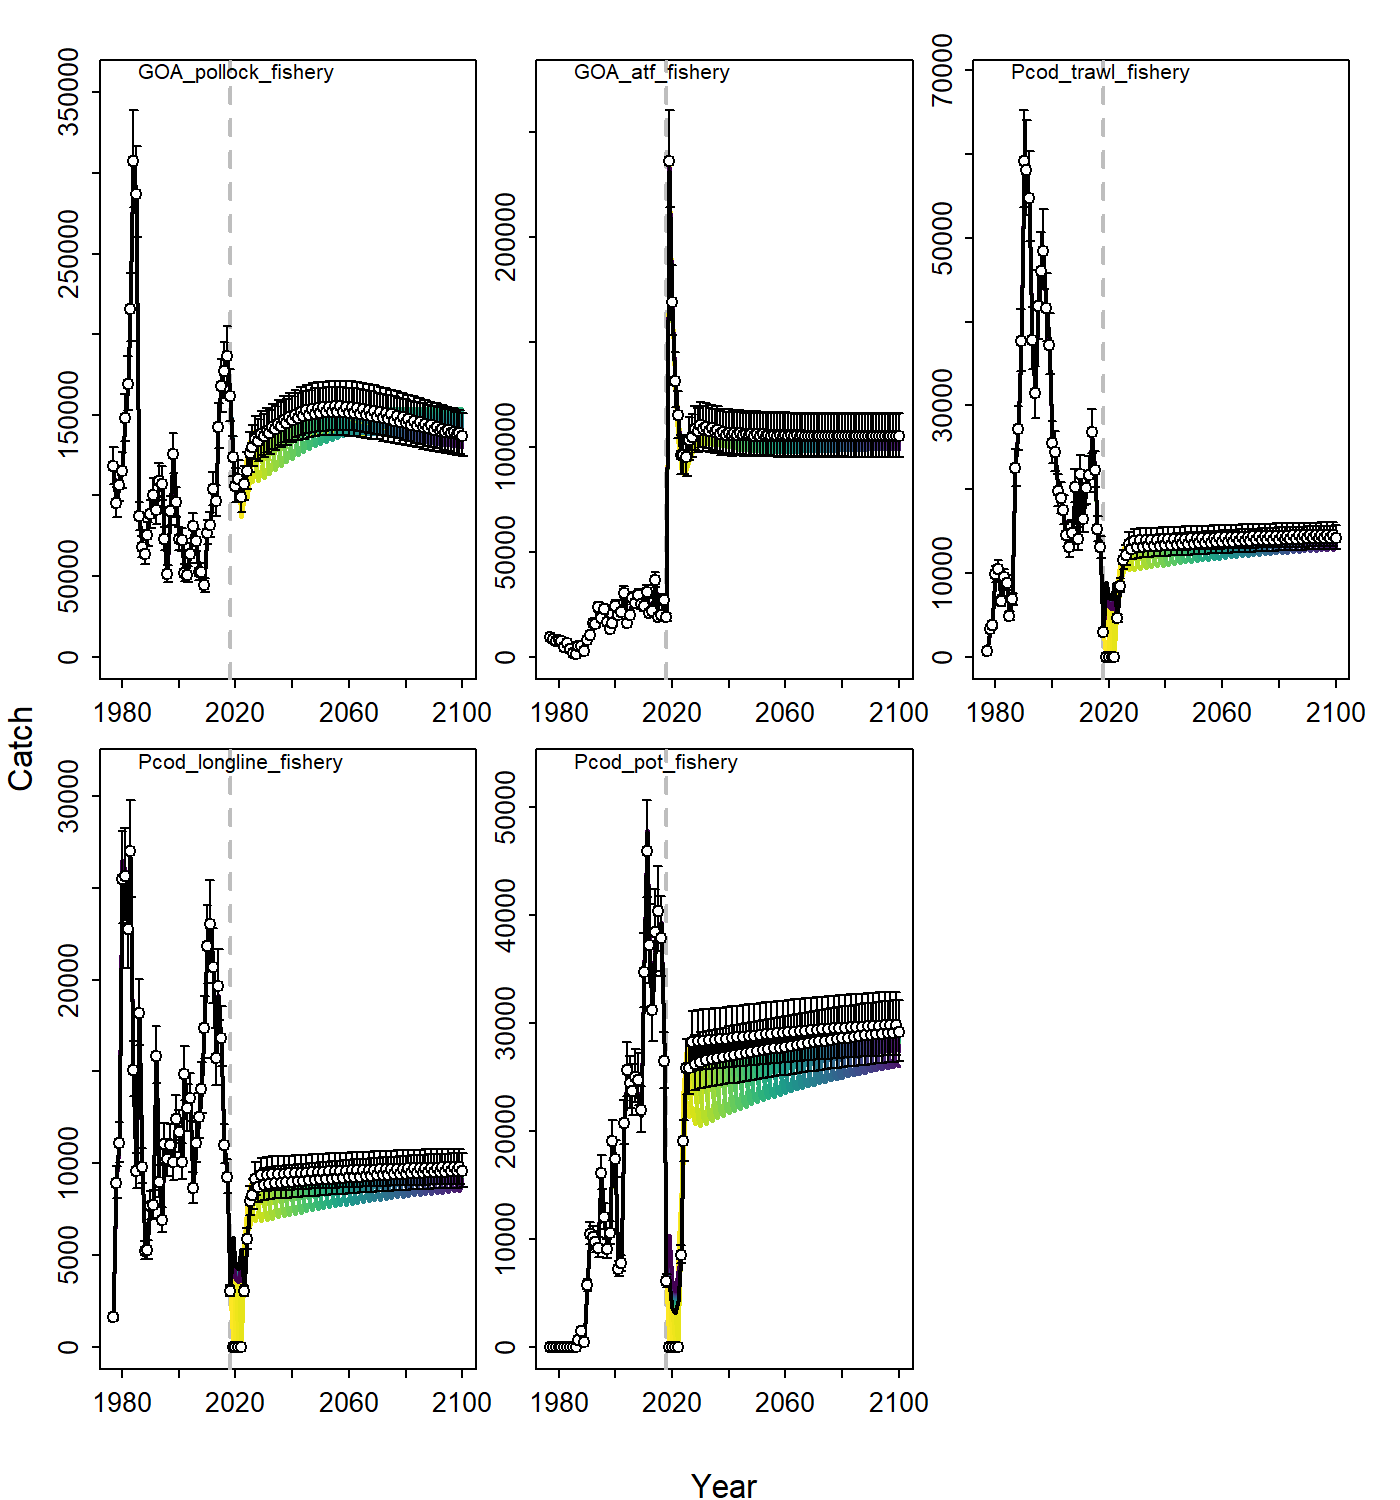 GOA_pollock_fishery
350000
250000
150000
50000
0
1980 2020 2060 2100
GOA_atf_fishery
200000
100000
50000
0
1980 2020 2060 2100
Pcod_trawl_fishery
70000
50000
30000
10000
0
1980 2020 2060 2100
Catch
Pcod_longline_fishery
30000
20000
10000
5000
0
1980 2020 2060 2100
Pcod_pot_fishery
50000
40000
30000
20000
10000
0
1980 2020 2060 2100
Year